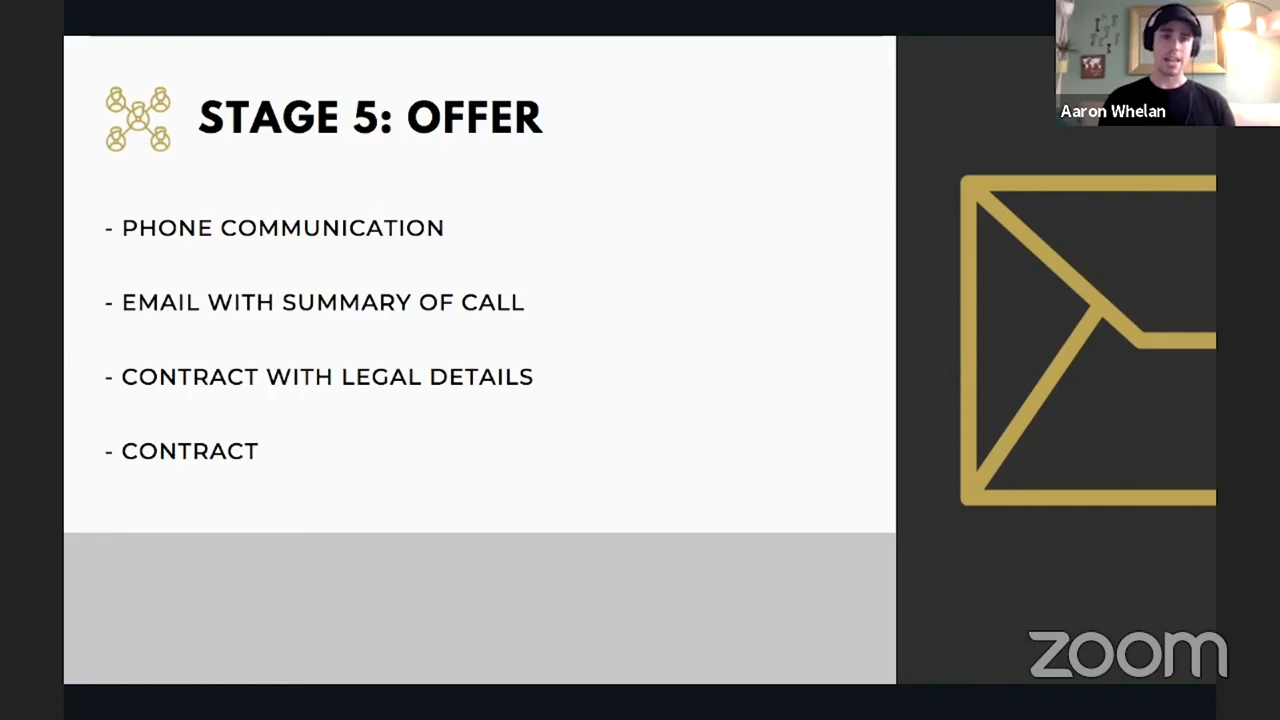 Aaron Whelan
STAGE 5: OFFER
- PHONE COMMUNICATION
- EMAIL WITH SUMMARY OF CALL
- CONTRACT WITH LEGAL DETAILS
- CONTRACT
zoom